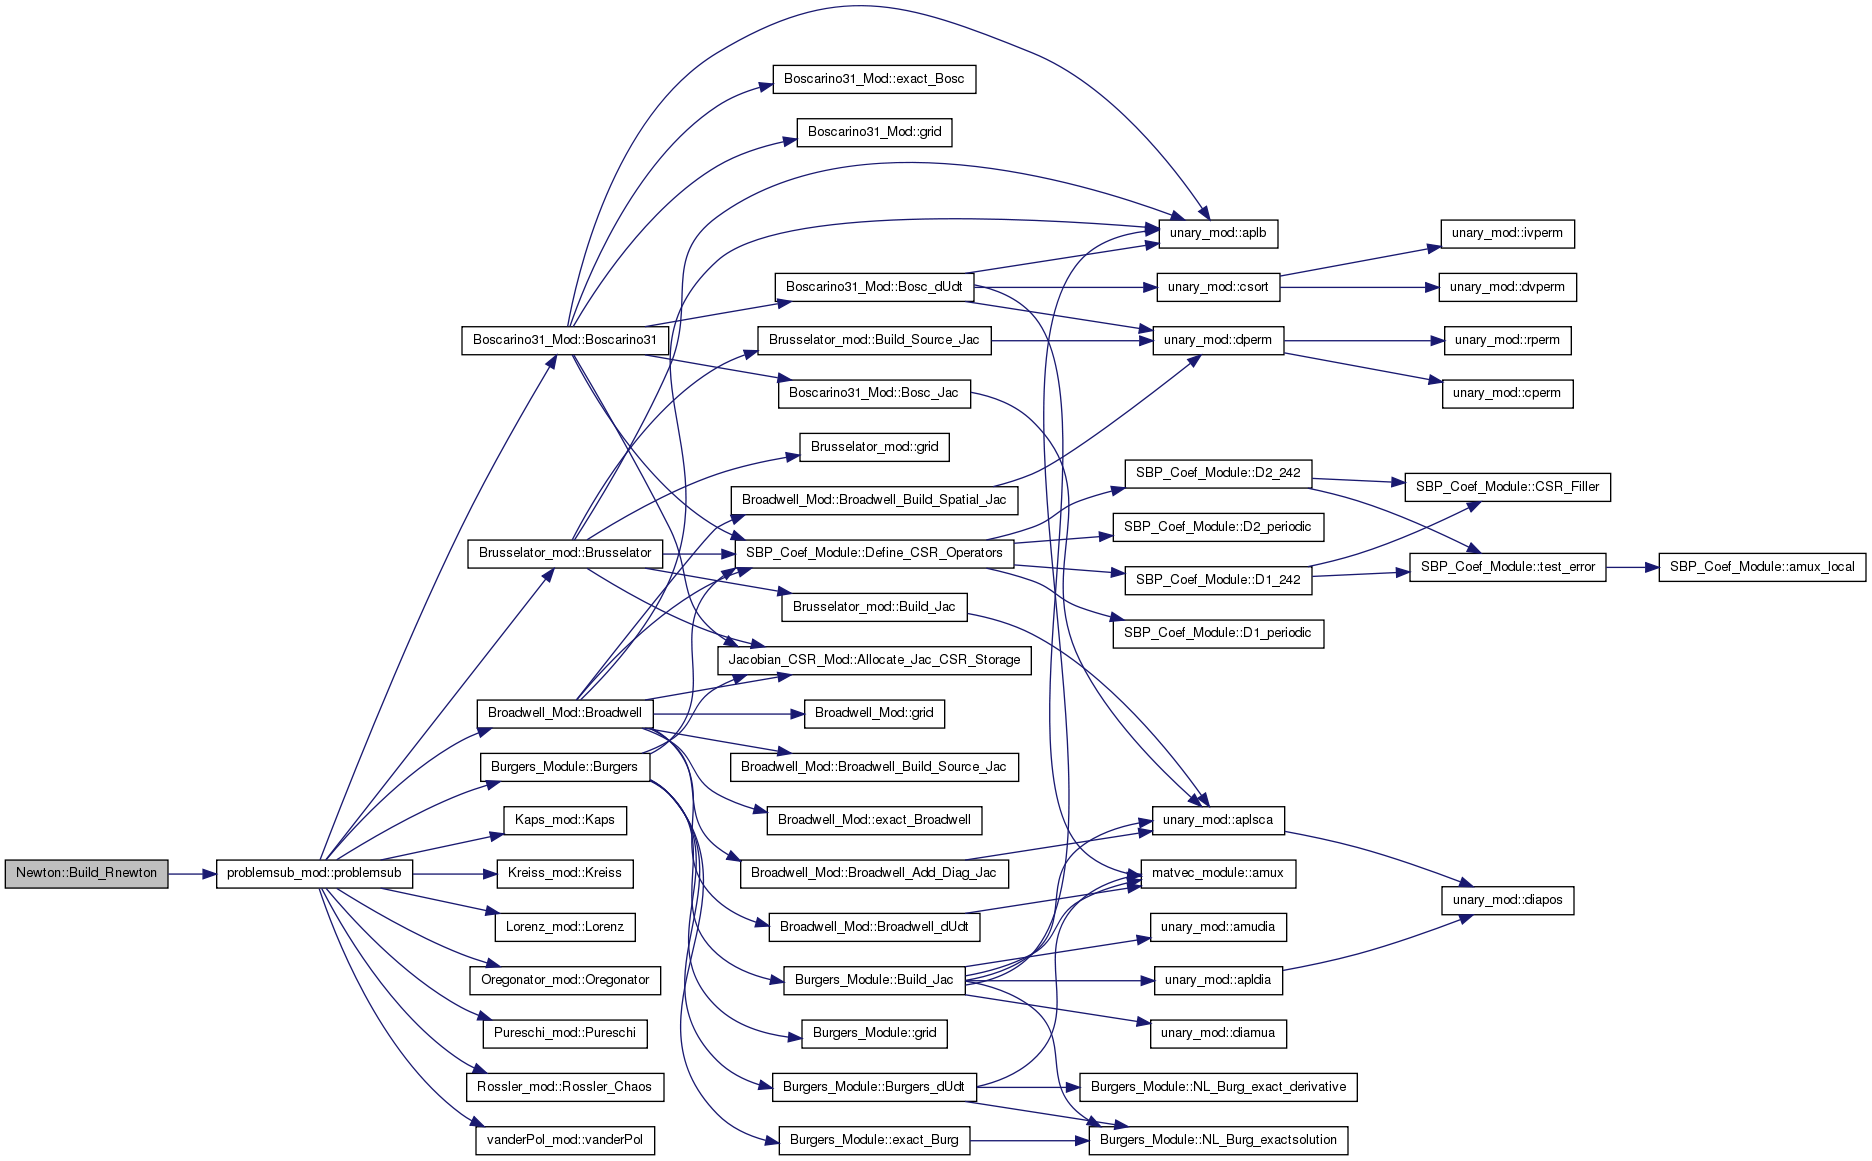 Newton::Build_Rnewton
problemsub_mod::problemsub
Boscarino31_Mod::Boscarino31
Brusselator_mod::Brusselator
Broadwell_Mod::Broadwell
Burgers_Module::Burgers
Kaps_mod::Kaps
Kreiss_mod::Kreiss
Lorenz_mod::Lorenz
Oregonator_mod::Oregonator
Pureschi_mod::Pureschi
Rossler_mod::Rossler_Chaos
vanderPol_mod::vanderPol
Boscarino31_Mod::exact_Bosc
Boscarino31_Mod::grid
Boscarino31_Mod::Bosc_dUdt
Brusselator_mod::Build_Source_Jac
Boscarino31_Mod::Bosc_Jac
Brusselator_mod::grid
Broadwell_Mod::Broadwell_Build_Spatial_Jac
SBP_Coef_Module::Define_CSR_Operators
Brusselator_mod::Build_Jac
Jacobian_CSR_Mod::Allocate_Jac_CSR_Storage
Broadwell_Mod::grid
Broadwell_Mod::Broadwell_Build_Source_Jac
Broadwell_Mod::exact_Broadwell
Broadwell_Mod::Broadwell_Add_Diag_Jac
Broadwell_Mod::Broadwell_dUdt
Burgers_Module::Build_Jac
Burgers_Module::grid
Burgers_Module::Burgers_dUdt
Burgers_Module::exact_Burg
unary_mod::aplb
unary_mod::csort
unary_mod::dperm
SBP_Coef_Module::D2_242
SBP_Coef_Module::D2_periodic
SBP_Coef_Module::D1_242
SBP_Coef_Module::D1_periodic
unary_mod::aplsca
matvec_module::amux
unary_mod::amudia
unary_mod::apldia
unary_mod::diamua
Burgers_Module::NL_Burg_exact_derivative
Burgers_Module::NL_Burg_exactsolution
unary_mod::ivperm
unary_mod::dvperm
unary_mod::rperm
unary_mod::cperm
SBP_Coef_Module::CSR_Filler
SBP_Coef_Module::test_error
unary_mod::diapos
SBP_Coef_Module::amux_local